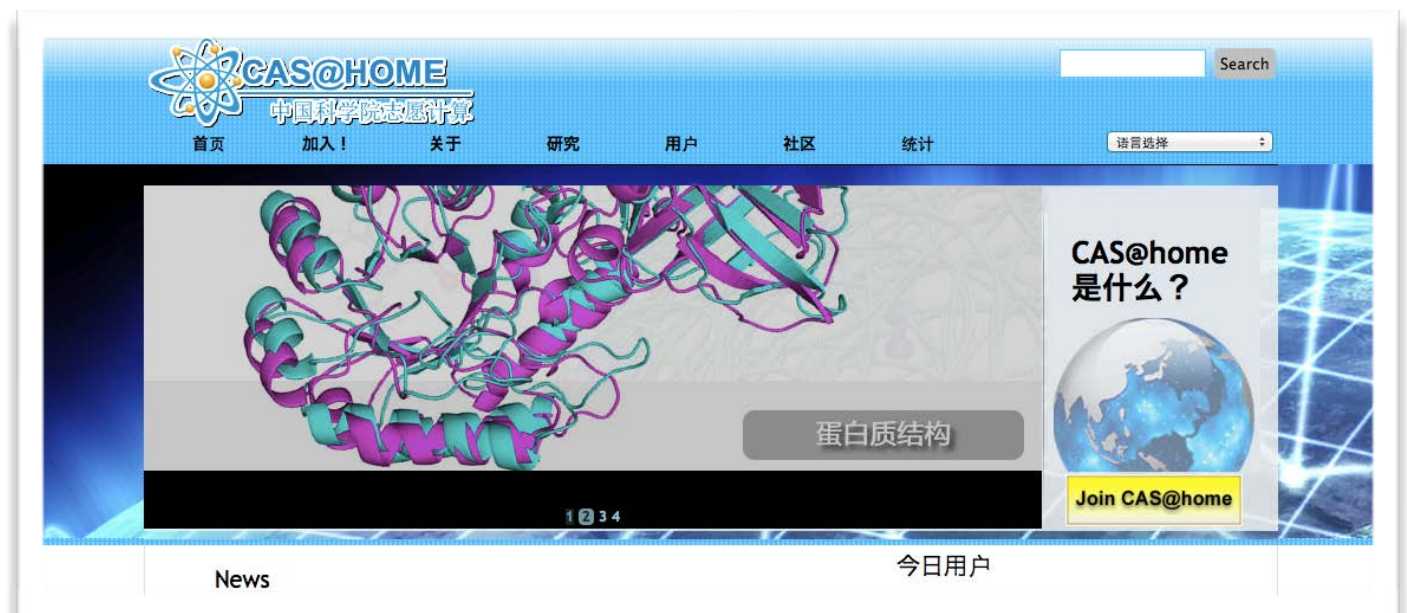 CAS@HOME
中国科学院志愿计算
Search
首页 加入！ 关于 研究 用户 社区 统计 语言选择
CAS@home
是什么？
蛋白质结构
Join CAS@home
1 2 3 4
News
今日用户